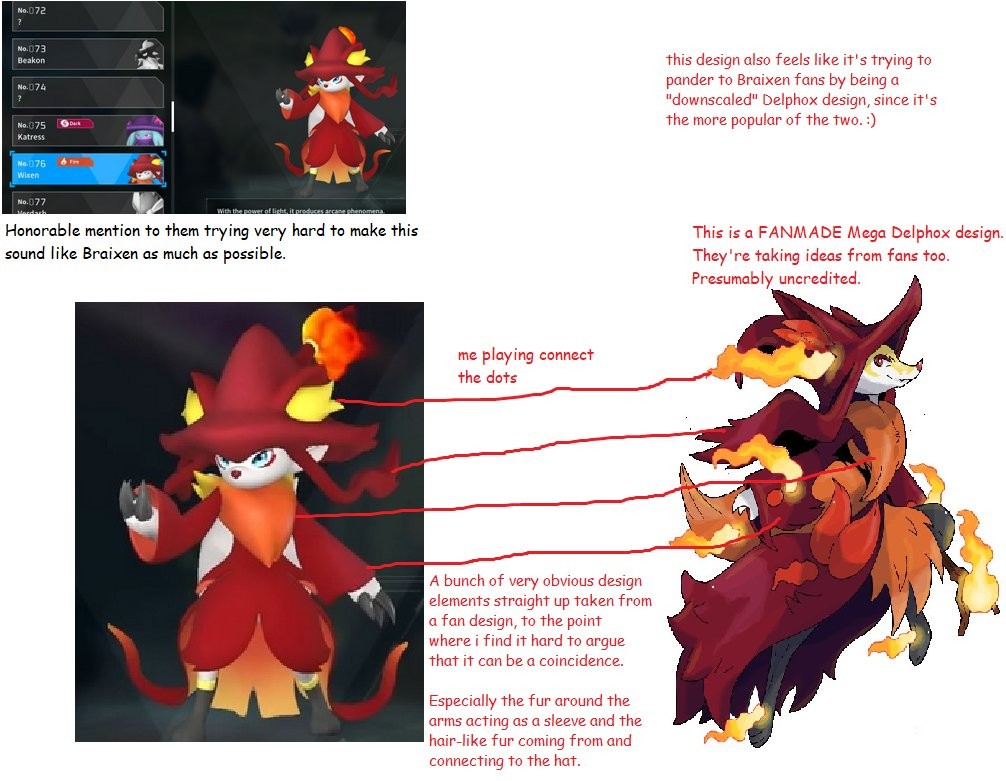 No.072
?
No.073
Beakon
No.074
?
No.075 Dark
Katress
No.076 Fire
Wixen
No.077
Verdash
With the power of light, it produces arcane phenomena.
this design also feels like it's trying to
pander to Braixen fans by being a
"downscaled" Delphox design, since it's
the more popular of the two. :)
Honorable mention to them trying very hard to make this
sound like Braixen as much as possible.
This is a FANMADE Mega Delphox design.
They're taking ideas from fans too.
Presumably uncredited.
me playing connect
the dots
A bunch of very obvious design
elements straight up taken from
a fan design, to the point
where i find it hard to argue
that it can be a coincidence.
Especially the fur around the
arms acting as a sleeve and the
hair-like fur coming from and
connecting to the hat.